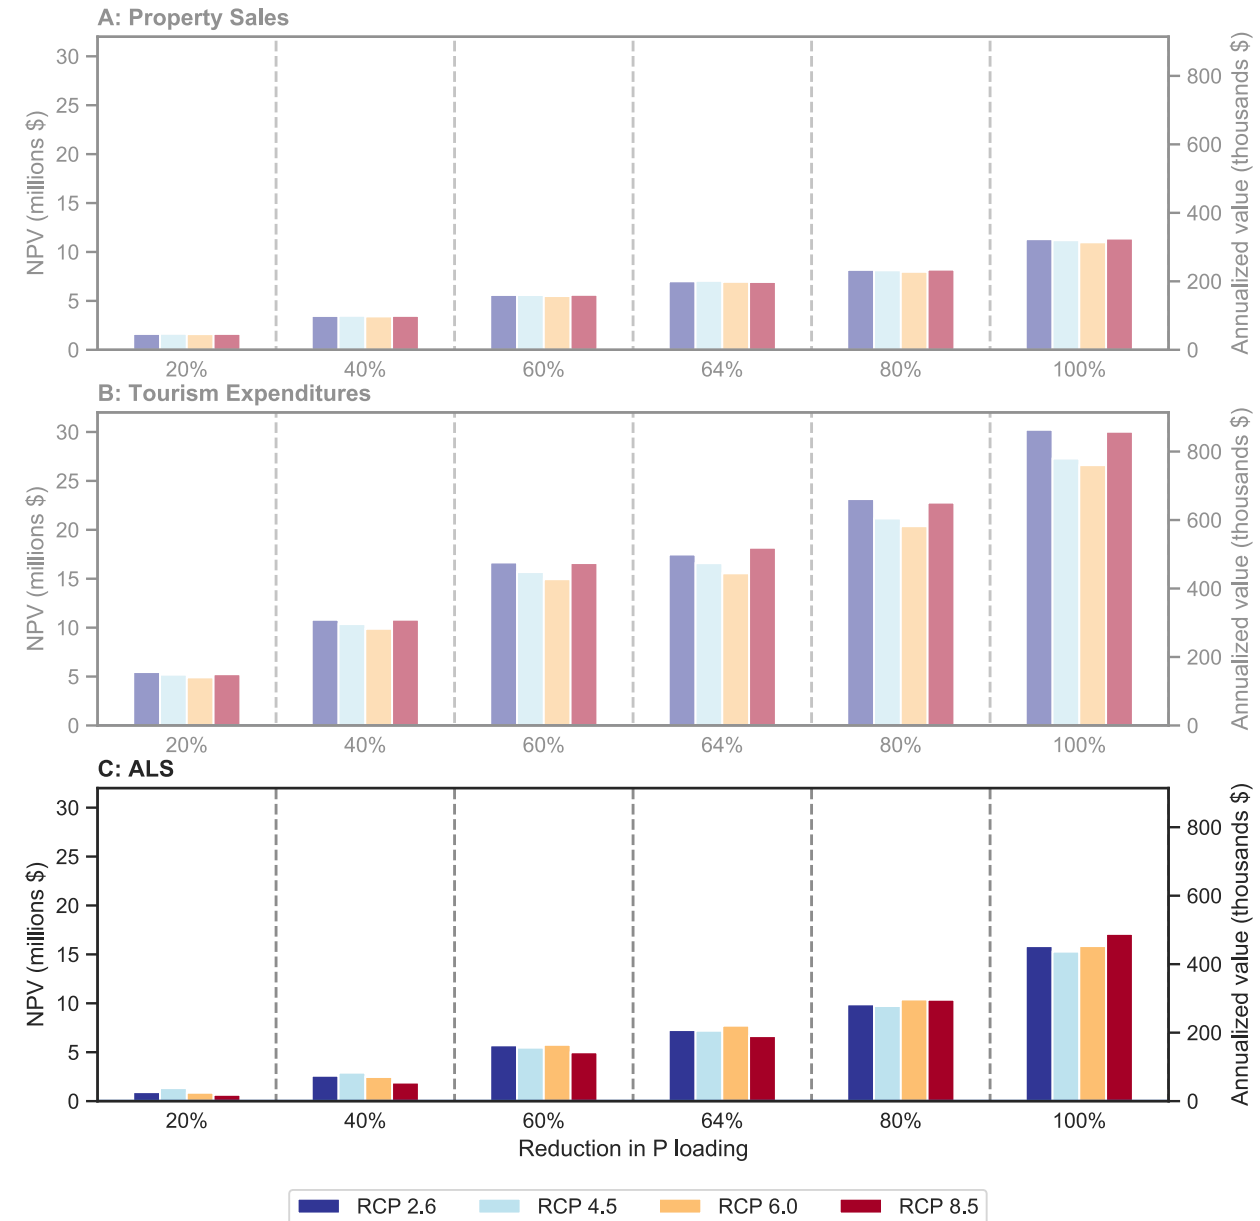 A: Property Sales
30
25
20
15
10
5
0
NPV (millions $)
800
600
400
200
0
Annualized value (thousands $)
20% 40% 60% 64% 80% 100%
B: Tourism Expenditures
30
25
20
15
10
5
0
NPV (millions $)
800
600
400
200
0
Annualized value (thousands $)
20% 40% 60% 64% 80% 100%
C: ALS
30
25
20
15
10
5
0
NPV (millions $)
800
600
400
200
0
Annualized value (thousands $)
20% 40% 60% 64% 80% 100%
Reduction in P loading
RCP 2.6 RCP 4.5 RCP 6.0 RCP 8.5